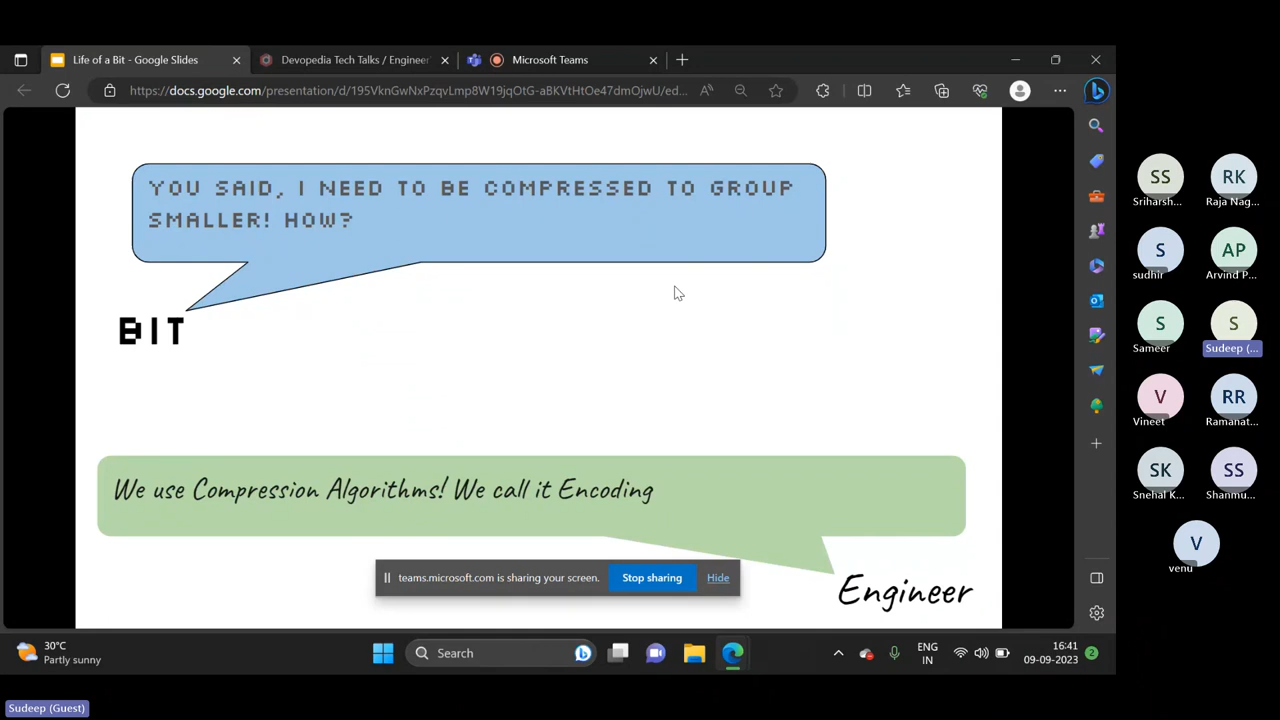 Life of a Bit - Google Slides
Devopedia Tech Talks / Engineer
Microsoft Teams
https://docs.google.com/presentation/d/195VknGwNxPzqvLmp8W19jqOtG-aBKVtHtOe47dmOjwU/ed...
YOU SAID, I NEED TO BE COMPRESSED TO GROUP
SMALLER! HOW?
BIT
We use Compression Algorithms! We call it Encoding
Engineer
teams.microsoft.com is sharing your screen.
Stop sharing
Hide
SS
Sriharsh...
RK
Raja Nag...
S
sudhir
AP
Arvind P...
S
Sameer
S
Sudeep (...
V
Vineet
RR
Ramanat...
SK
Snehal K...
SS
Shanmu...
V
venu
30°C
Partly sunny
Search
ENG
IN
16:41
09-09-2023
2
Sudeep (Guest)